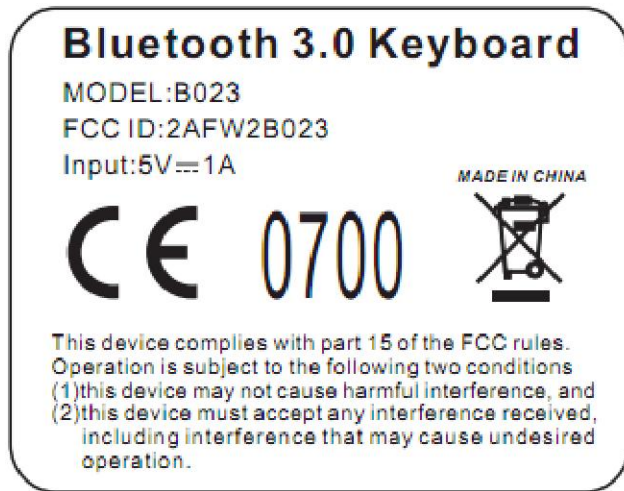 Bluetooth 3.0 Keyboard
MODEL:B023
FCC ID:2AFW2B023
Input:5V⎓1A
MADE IN CHINA
CE 0700
This device complies with part 15 of the FCC rules.
Operation is subject to the following two conditions
(1)this device may not cause harmful interference, and
(2)this device must accept any interference received,
including interference that may cause undesired
operation.